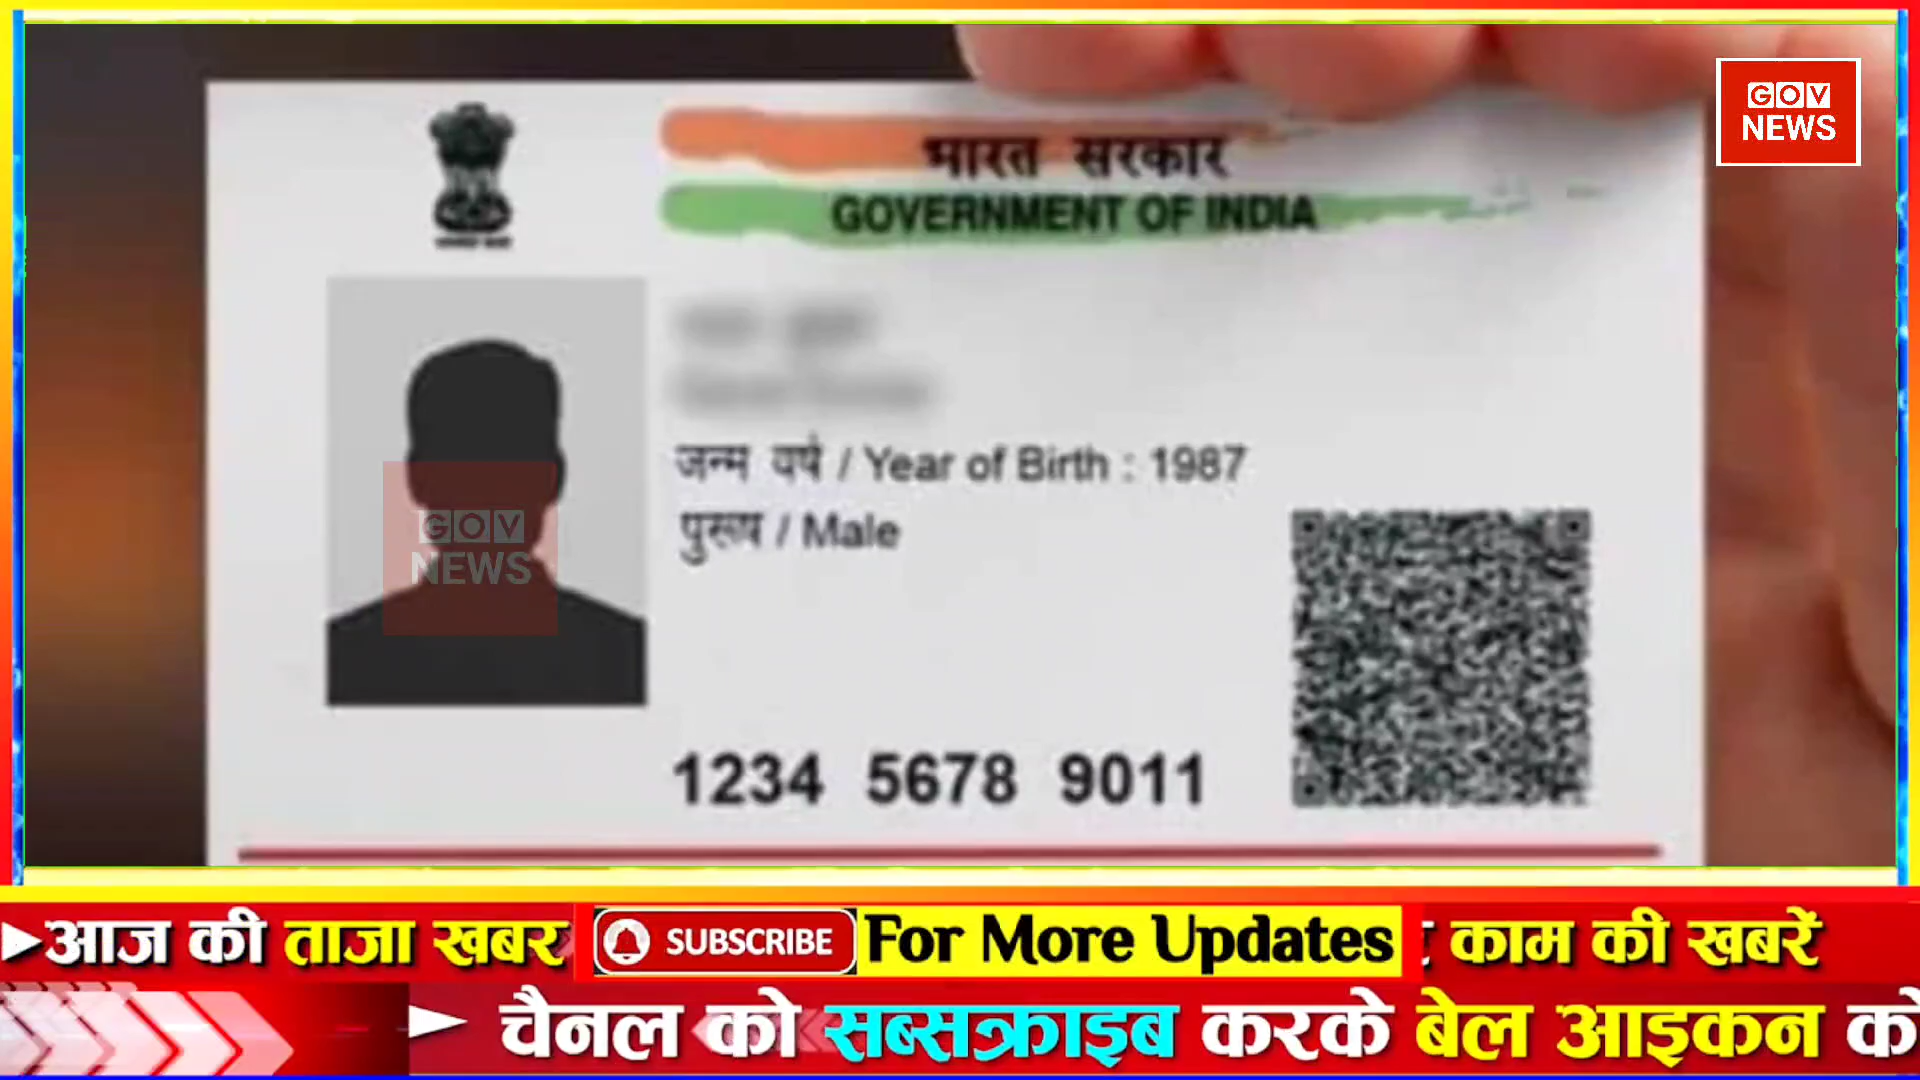 GOV
NEWS
भारत सरकार
GOVERNMENT OF INDIA
जन्म वर्ष / Year of Birth : 1987
पुरूष / Male
GOV
NEWS
1234 5678 9011
आज की ताजा खबर
SUBSCRIBE
For More Updates
काम की खबरें
चैनल को सब्सक्राइब करके बेल आइकन को